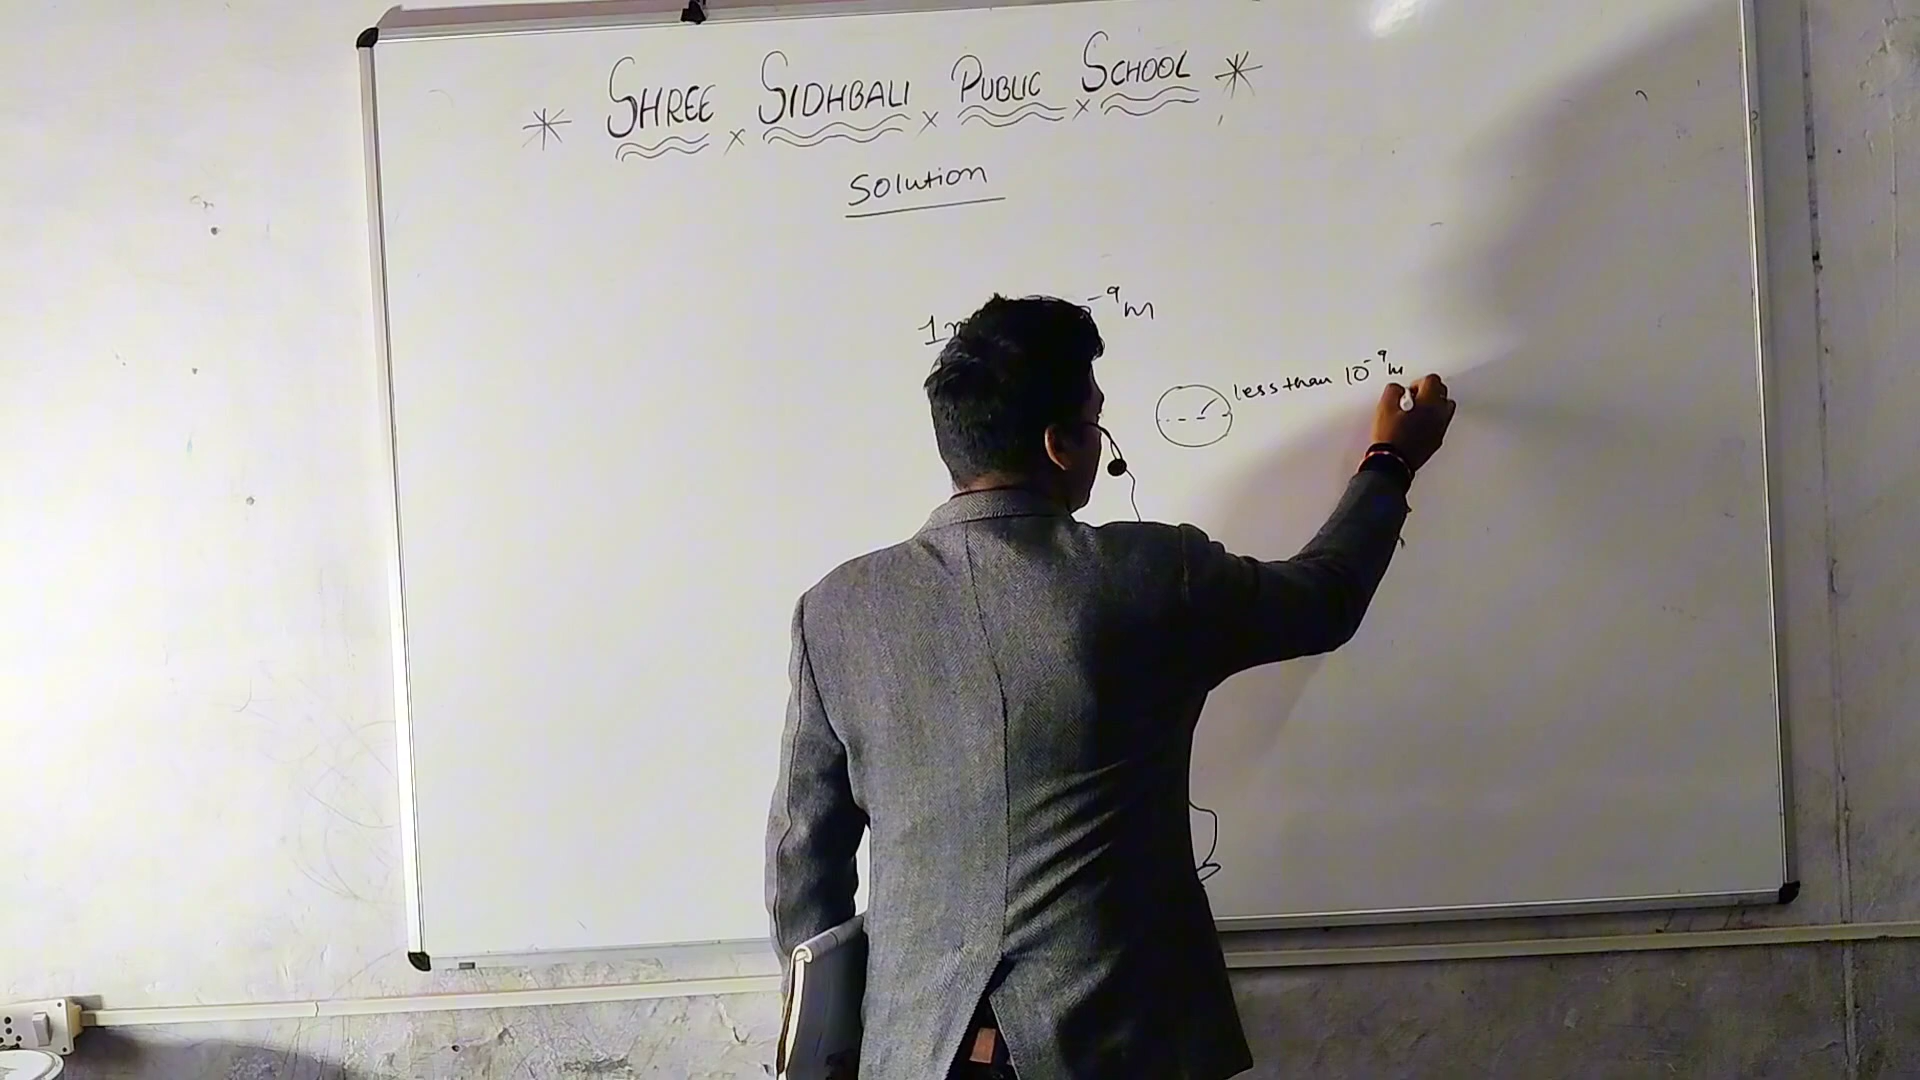 SHREE SIDHBALI PUBLIC SCHOOL
Solution
⁻⁹m
less than 10⁻⁹m